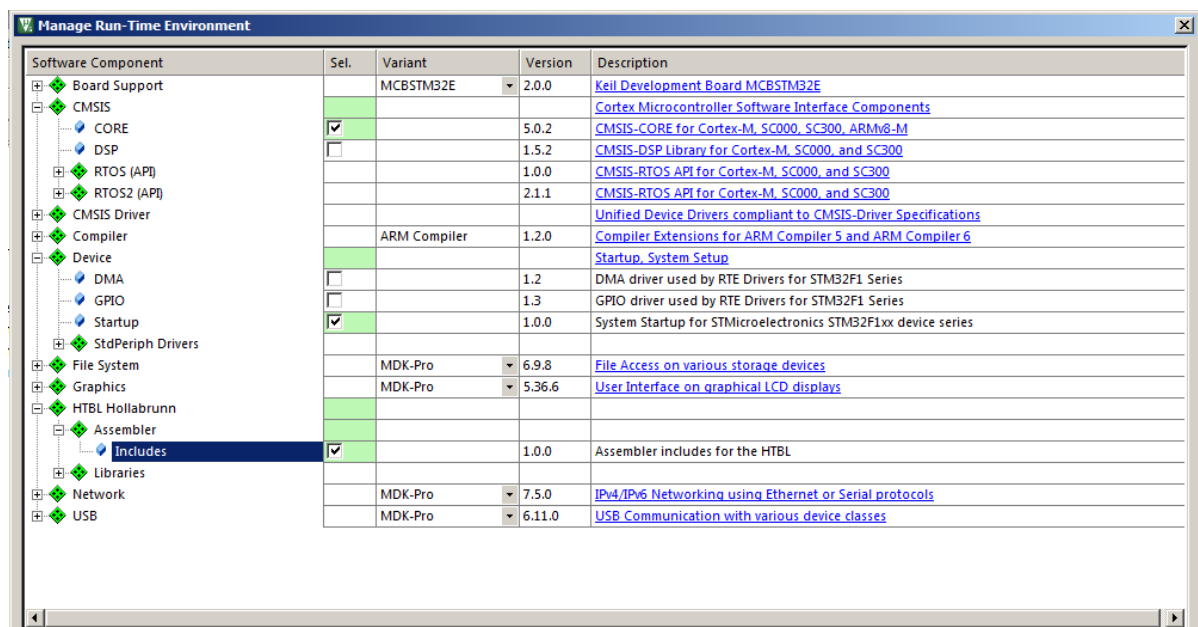 Manage Run-Time Environment
Software Component Sel. Variant Version Description
Board Support MCBSTM32E 2.0.0 Keil Development Board MCBSTM32E
CMSIS Cortex Microcontroller Software Interface Components
CORE 5.0.2 CMSIS-CORE for Cortex-M, SC000, SC300, ARMv8-M
DSP 1.5.2 CMSIS-DSP Library for Cortex-M, SC000, and SC300
RTOS (API) 1.0.0 CMSIS-RTOS API for Cortex-M, SC000, and SC300
RTOS2 (API) 2.1.1 CMSIS-RTOS API for Cortex-M, SC000, and SC300
CMSIS Driver Unified Device Drivers compliant to CMSIS-Driver Specifications
Compiler ARM Compiler 1.2.0 Compiler Extensions for ARM Compiler 5 and ARM Compiler 6
Device Startup, System Setup
DMA 1.2 DMA driver used by RTE Drivers for STM32F1 Series
GPIO 1.3 GPIO driver used by RTE Drivers for STM32F1 Series
Startup 1.0.0 System Startup for STMicroelectronics STM32F1xx device series
StdPeriph Drivers
File System MDK-Pro 6.9.8 File Access on various storage devices
Graphics MDK-Pro 5.36.6 User Interface on graphical LCD displays
HTBL Hollabrunn
Assembler
Includes 1.0.0 Assembler includes for the HTBL
Libraries
Network MDK-Pro 7.5.0 IPv4/IPv6 Networking using Ethernet or Serial protocols
USB MDK-Pro 6.11.0 USB Communication with various device classes